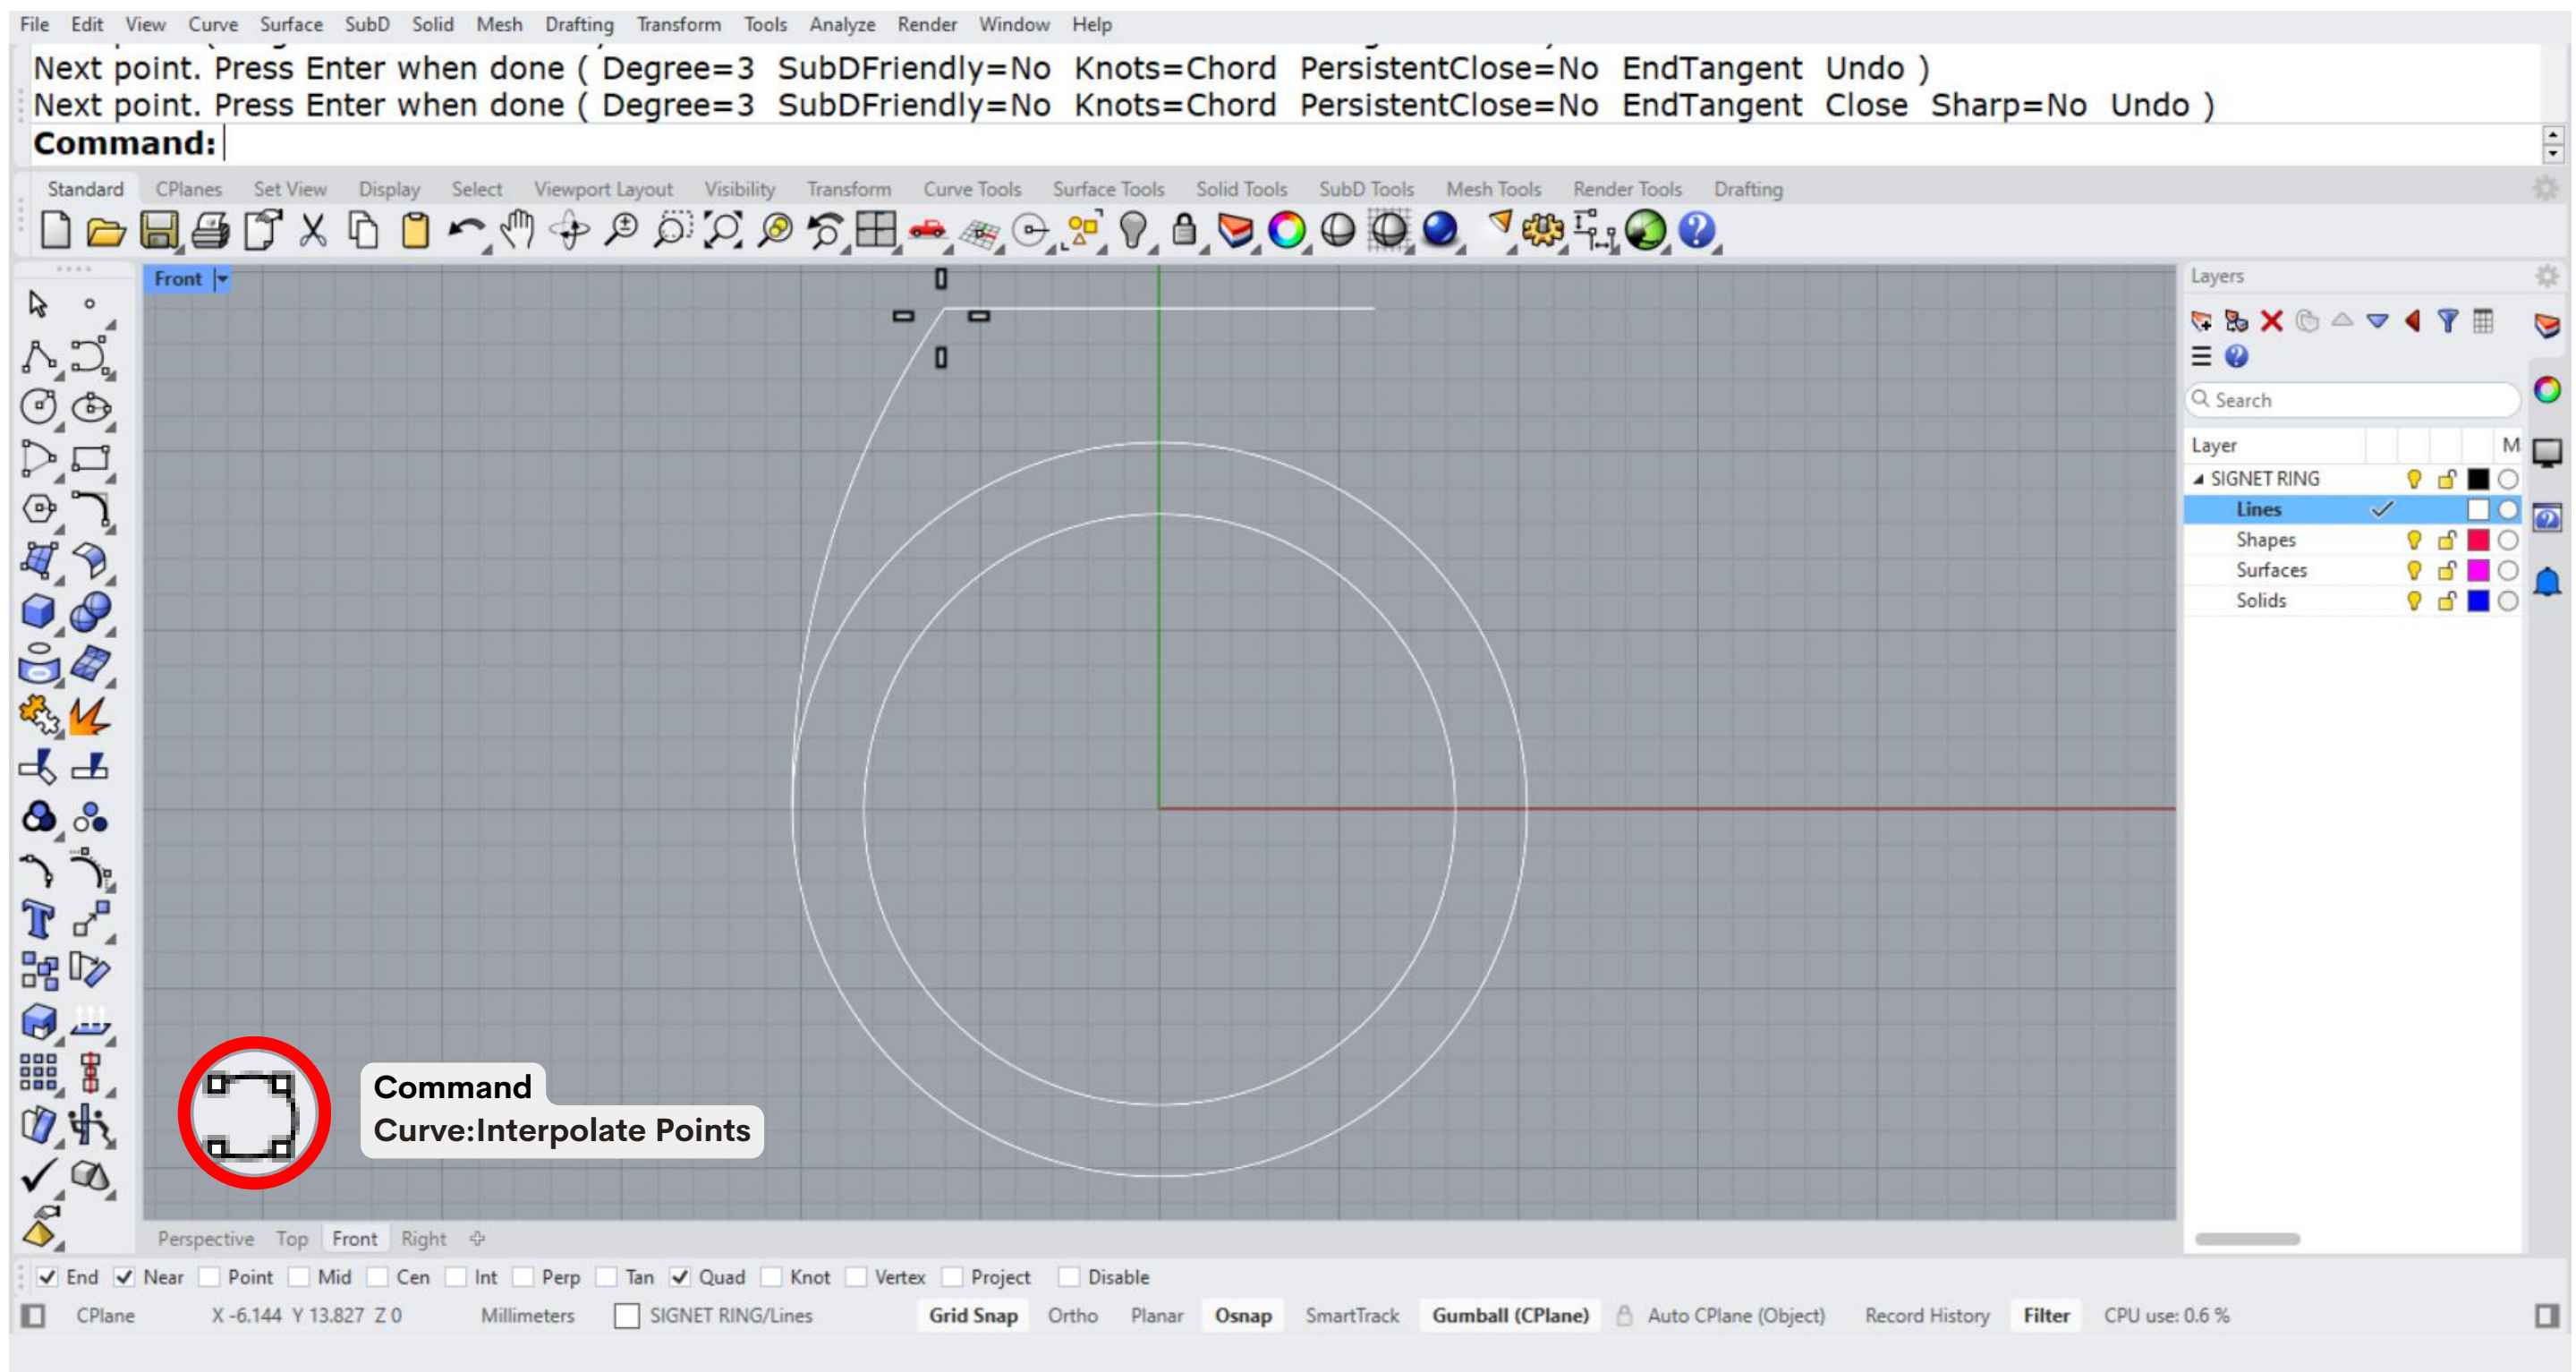 File Edit View Curve Surface SubD Solid Mesh Drafting Transform Tools Analyze Render Window Help
Next point. Press Enter when done ( Degree=3 SubDFriendly=No Knots=Chord PersistentClose=No EndTangent Undo )
Next point. Press Enter when done ( Degree=3 SubDFriendly=No Knots=Chord PersistentClose=No EndTangent Close Sharp=No Undo )
Command:
Standard CPlanes Set View Display Select Viewport Layout Visibility Transform Curve Tools Surface Tools Solid Tools SubD Tools Mesh Tools Render Tools Drafting
Front
Layers
Search
Layer M
SIGNET RING
Lines
Shapes
Surfaces
Solids
Command
Curve:Interpolate Points
Perspective Top Front Right
End Near Point Mid Cen Int Perp Tan Quad Knot Vertex Project Disable
CPlane X -6.144 Y 13.827 Z 0 Millimeters SIGNET RING/Lines Grid Snap Ortho Planar Osnap SmartTrack Gumball (CPlane) Auto CPlane (Object) Record History Filter CPU use: 0.6 %